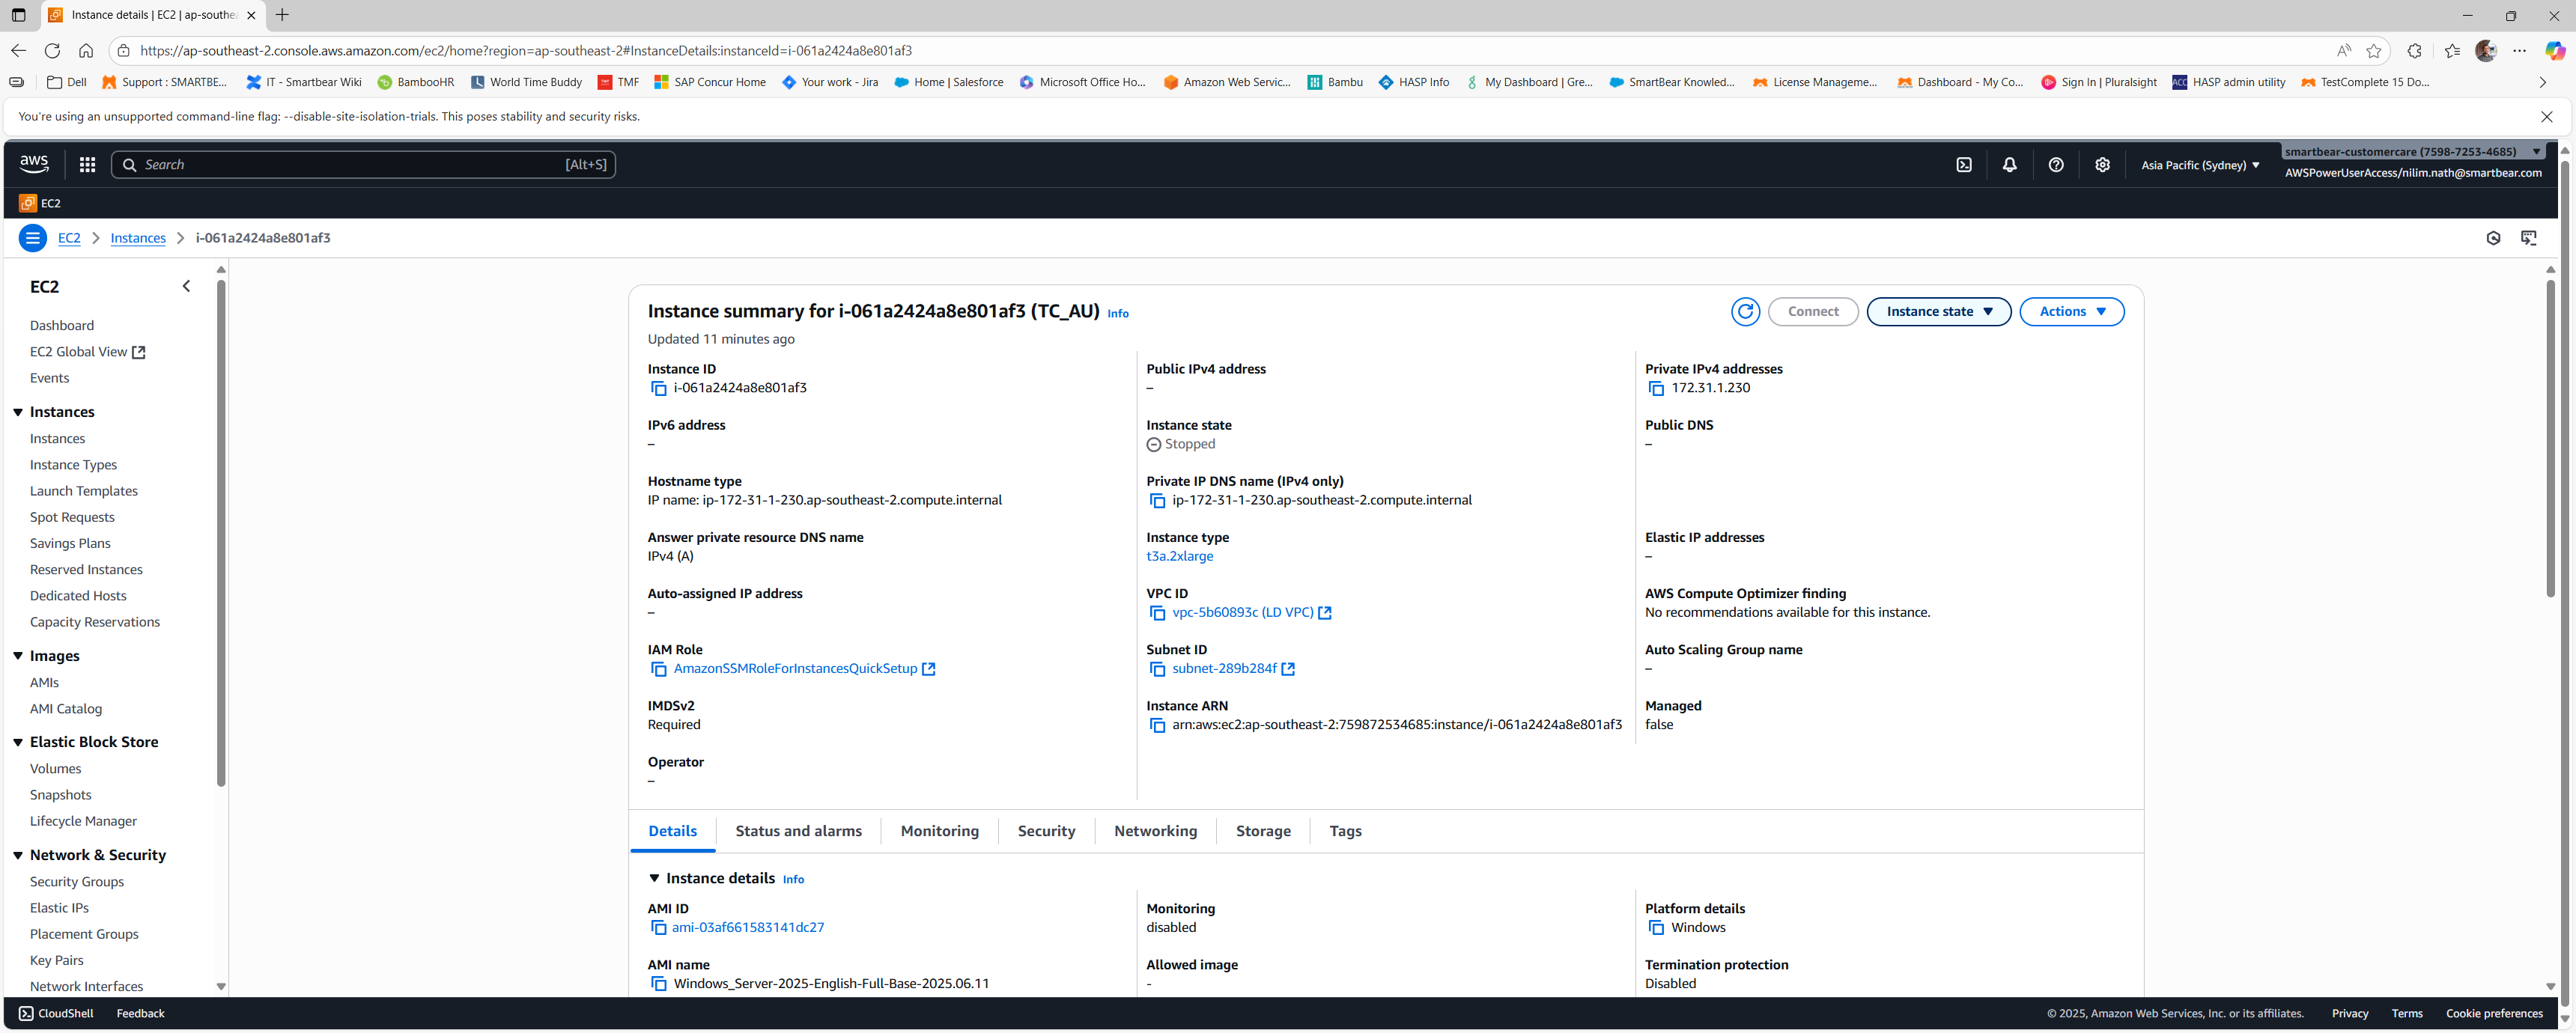 Instance details | EC2 | ap-southe
https://ap-southeast-2.console.aws.amazon.com/ec2/home?region=ap-southeast-2#InstanceDetails:instanceId=i-061a2424a8e801af3
Dell
Support : SMARTBE...
IT - Smartbear Wiki
BambooHR
World Time Buddy
TMF
SAP Concur Home
Your work - Jira
Home | Salesforce
Microsoft Office Ho...
Amazon Web Servic...
Bambu
HASP Info
My Dashboard | Gre...
SmartBear Knowled...
License Manageme...
Dashboard - My Co...
Sign In | Pluralsight
ACC HASP admin utility
TestComplete 15 Do...
You're using an unsupported command-line flag: --disable-site-isolation-trials. This poses stability and security risks.
aws
Search
[Alt+S]
Asia Pacific (Sydney)
smartbear-customercare (7598-7253-4685)
AWSPowerUserAccess/nilim.nath@smartbear.com
EC2
EC2 > Instances > i-061a2424a8e801af3
EC2
Dashboard
EC2 Global View
Events
Instances
Instances
Instance Types
Launch Templates
Spot Requests
Savings Plans
Reserved Instances
Dedicated Hosts
Capacity Reservations
Images
AMIs
AMI Catalog
Elastic Block Store
Volumes
Snapshots
Lifecycle Manager
Network & Security
Security Groups
Elastic IPs
Placement Groups
Key Pairs
Network Interfaces
Instance summary for i-061a2424a8e801af3 (TC_AU) Info
Updated 11 minutes ago
Connect
Instance state
Actions
Instance ID
i-061a2424a8e801af3
Public IPv4 address
–
Private IPv4 addresses
172.31.1.230
IPv6 address
–
Instance state
Stopped
Public DNS
–
Hostname type
IP name: ip-172-31-1-230.ap-southeast-2.compute.internal
Private IP DNS name (IPv4 only)
ip-172-31-1-230.ap-southeast-2.compute.internal
Answer private resource DNS name
IPv4 (A)
Instance type
t3a.2xlarge
Elastic IP addresses
–
Auto-assigned IP address
–
VPC ID
vpc-5b60893c (LD VPC)
AWS Compute Optimizer finding
No recommendations available for this instance.
IAM Role
AmazonSSMRoleForInstancesQuickSetup
Subnet ID
subnet-289b284f
Auto Scaling Group name
–
IMDSv2
Required
Instance ARN
arn:aws:ec2:ap-southeast-2:759872534685:instance/i-061a2424a8e801af3
Managed
false
Operator
–
Details
Status and alarms
Monitoring
Security
Networking
Storage
Tags
Instance details Info
AMI ID
ami-03af661583141dc27
Monitoring
disabled
Platform details
Windows
AMI name
Windows_Server-2025-English-Full-Base-2025.06.11
Allowed image
-
Termination protection
Disabled
CloudShell
Feedback
© 2025, Amazon Web Services, Inc. or its affiliates.
Privacy
Terms
Cookie preferences